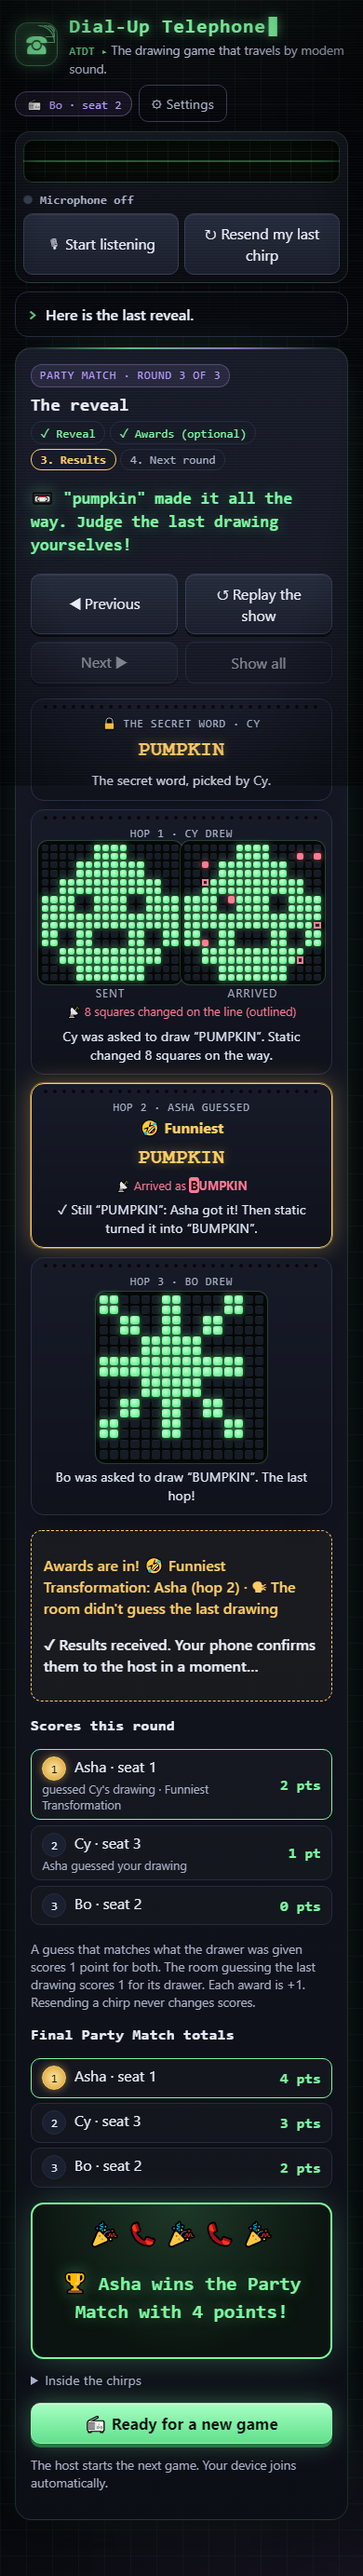 Dial-Up Telephone
ATDT ▸ The drawing game that travels by modem
sound.
📻 Bo · seat 2
⚙ Settings
Microphone off
🎙 Start listening
↻ Resend my last
chirp
> Here is the last reveal.
PARTY MATCH · ROUND 3 OF 3
The reveal
✓ Reveal
✓ Awards (optional)
3. Results
4. Next round
📼 "pumpkin" made it all the
way. Judge the last drawing
yourselves!
◀ Previous
↺ Replay the
show
Next ▶
Show all
🔒 THE SECRET WORD · CY
PUMPKIN
The secret word, picked by Cy.
HOP 1 · CY DREW
SENT
ARRIVED
📡 8 squares changed on the line (outlined)
Cy was asked to draw “PUMPKIN”. Static
changed 8 squares on the way.
HOP 2 · ASHA GUESSED
🤣 Funniest
PUMPKIN
📡 Arrived as BUMPKIN
✓ Still “PUMPKIN”: Asha got it! Then static
turned it into “BUMPKIN”.
HOP 3 · BO DREW
Bo was asked to draw “BUMPKIN”. The last
hop!
Awards are in! 🤣 Funniest
Transformation: Asha (hop 2) · 🗣 The
room didn't guess the last drawing
✓ Results received. Your phone confirms
them to the host in a moment…
Scores this round
1 Asha · seat 1
guessed Cy's drawing · Funniest
Transformation
2 pts
2 Cy · seat 3
Asha guessed your drawing
1 pt
3 Bo · seat 2
0 pts
A guess that matches what the drawer was given
scores 1 point for both. The room guessing the last
drawing scores 1 for its drawer. Each award is +1.
Resending a chirp never changes scores.
Final Party Match totals
1 Asha · seat 1
4 pts
2 Cy · seat 3
3 pts
3 Bo · seat 2
2 pts
🎉 📞 🎉 📞 🎉
🏆 Asha wins the Party
Match with 4 points!
▶ Inside the chirps
📻 Ready for a new game
The host starts the next game. Your device joins
automatically.